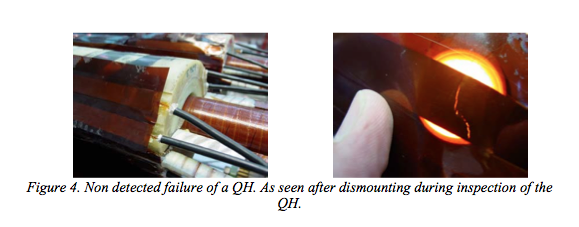 Figure 4. Non detected failure of a QH. As seen after dismounting during inspection of the
QH.